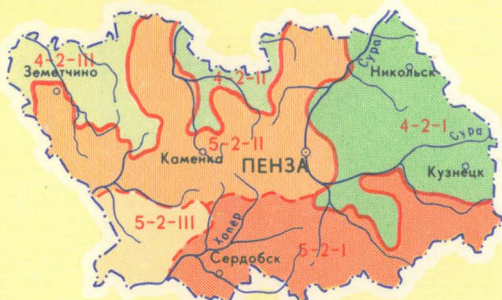 4-2-III
Земетчино
4-2-II
Сура
Никольск
4-2-I
Сура
5-2-II
Каменка
ПЕНЗА
Кузнецк
5-2-III
Хопёр
5-2-I
Сердобск